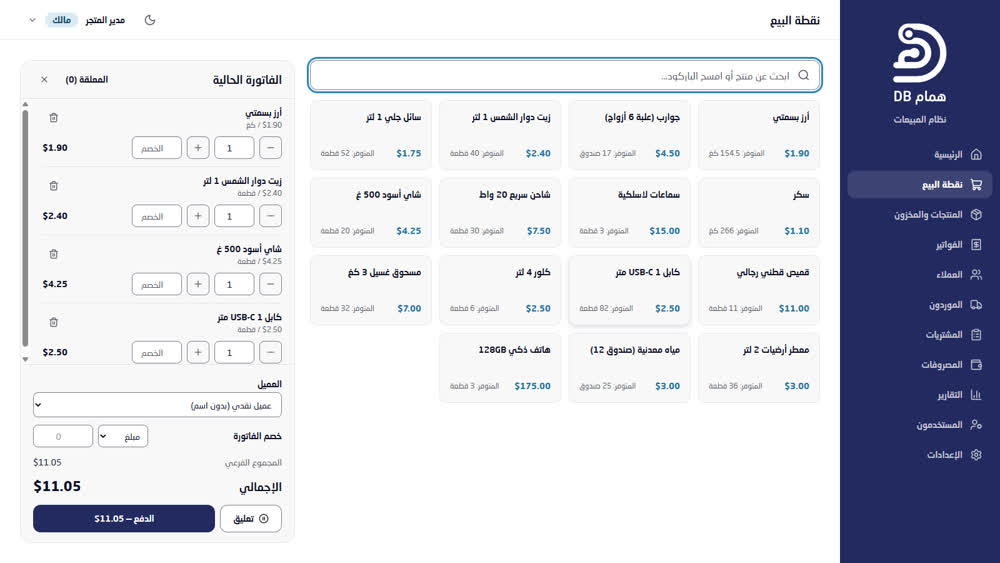 همام DB
نظام المبيعات
الرئيسية
نقطة البيع
المنتجات والمخزون
الفواتير
العملاء
الموردون
المشتريات
المصروفات
التقارير
المستخدمون
الإعدادات
نقطة البيع
مدير المتجر
مالك
ابحث عن منتج أو امسح الباركود...
أرز بسمتي
$1.90 المتوفر: 154.5 كغ
جوارب (علبة 6 أزواج)
$4.50 المتوفر: 17 صندوق
زيت دوار الشمس 1 لتر
$2.40 المتوفر: 40 قطعة
سائل جلي 1 لتر
$1.75 المتوفر: 52 قطعة
سكر
$1.10 المتوفر: 266 كغ
سماعات لاسلكية
$15.00 المتوفر: 3 قطعة
شاحن سريع 20 واط
$7.50 المتوفر: 30 قطعة
شاي أسود 500 غ
$4.25 المتوفر: 20 قطعة
قميص قطني رجالي
$11.00 المتوفر: 11 قطعة
كابل USB-C 1 متر
$2.50 المتوفر: 82 قطعة
كلور 4 لتر
$2.50 المتوفر: 6 قطعة
مسحوق غسيل 3 كغ
$7.00 المتوفر: 32 قطعة
معطر أرضيات 2 لتر
$3.00 المتوفر: 36 قطعة
مياه معدنية (صندوق 12)
$3.00 المتوفر: 25 صندوق
هاتف ذكي 128GB
$175.00 المتوفر: 3 قطعة
الفاتورة الحالية
المعلقة (0)
أرز بسمتي
$1.90 / كغ
1
الخصم
$1.90
زيت دوار الشمس 1 لتر
$2.40 / قطعة
1
الخصم
$2.40
شاي أسود 500 غ
$4.25 / قطعة
1
الخصم
$4.25
كابل USB-C 1 متر
$2.50 / قطعة
1
الخصم
$2.50
العميل
عميل نقدي (بدون اسم)
خصم الفاتورة
مبلغ
0
المجموع الفرعي
$11.05
الإجمالي
$11.05
تعليق
الدفع — $11.05